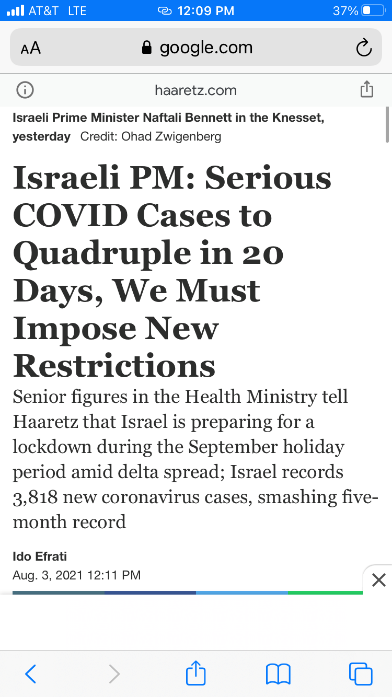 AT&T LTE 12:09 PM 37%
AA google.com
haaretz.com
Israeli Prime Minister Naftali Bennett in the Knesset,
yesterday Credit: Ohad Zwigenberg
Israeli PM: Serious
COVID Cases to
Quadruple in 20
Days, We Must
Impose New
Restrictions
Senior figures in the Health Ministry tell
Haaretz that Israel is preparing for a
lockdown during the September holiday
period amid delta spread; Israel records
3,818 new coronavirus cases, smashing five-
month record
Ido Efrati
Aug. 3, 2021 12:11 PM